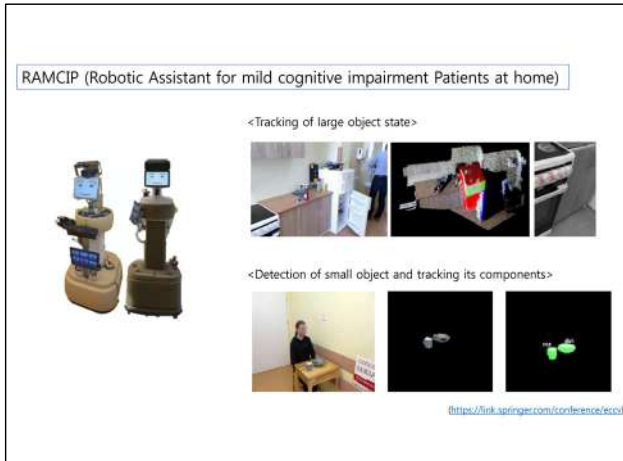 RAMCIP (Robotic Assistant for mild cognitive impairment Patients at home)
<Tracking of large object state>
<Detection of small object and tracking its components>
(https://link.springer.com/conference/eccv